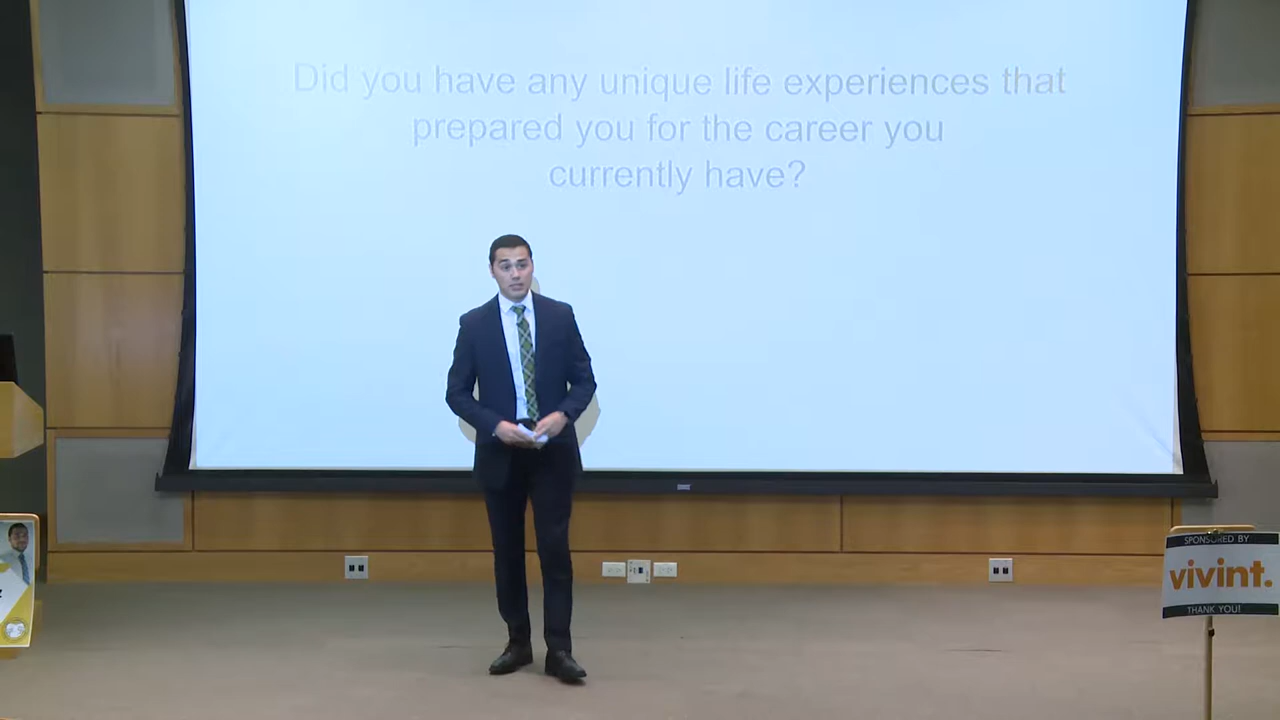 Did you have any unique life experiences that
prepared you for the career you
currently have?
SPONSORED BY
vivint.
THANK YOU!